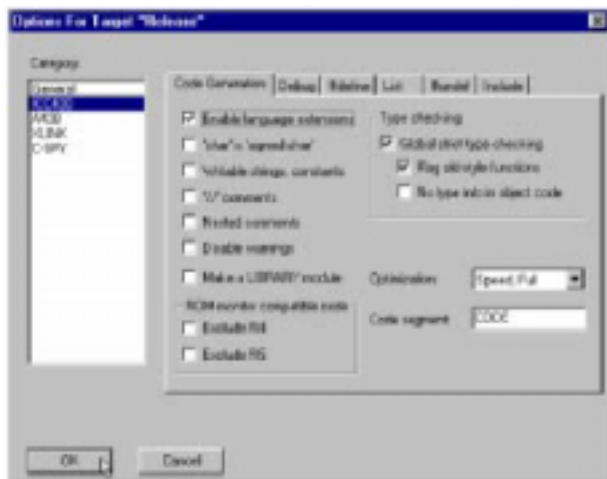 Options For Target "Release"
Category:
General
ICC430
A430
XLINK
C-SPY
Code Generation
Debug
#define
List
#undef
Include
Enable language extensions
'char' is 'signed char'
Writable strings, constants
'//' comments
Nested comments
Disable warnings
Make a LIBRARY module
ROM monitor compatible code
Exclude R4
Exclude R5
Type checking
Global strict type checking
Flag old style functions
No type info in object code
Optimization:
Speed, Full
Code segment:
CODE
OK
Cancel